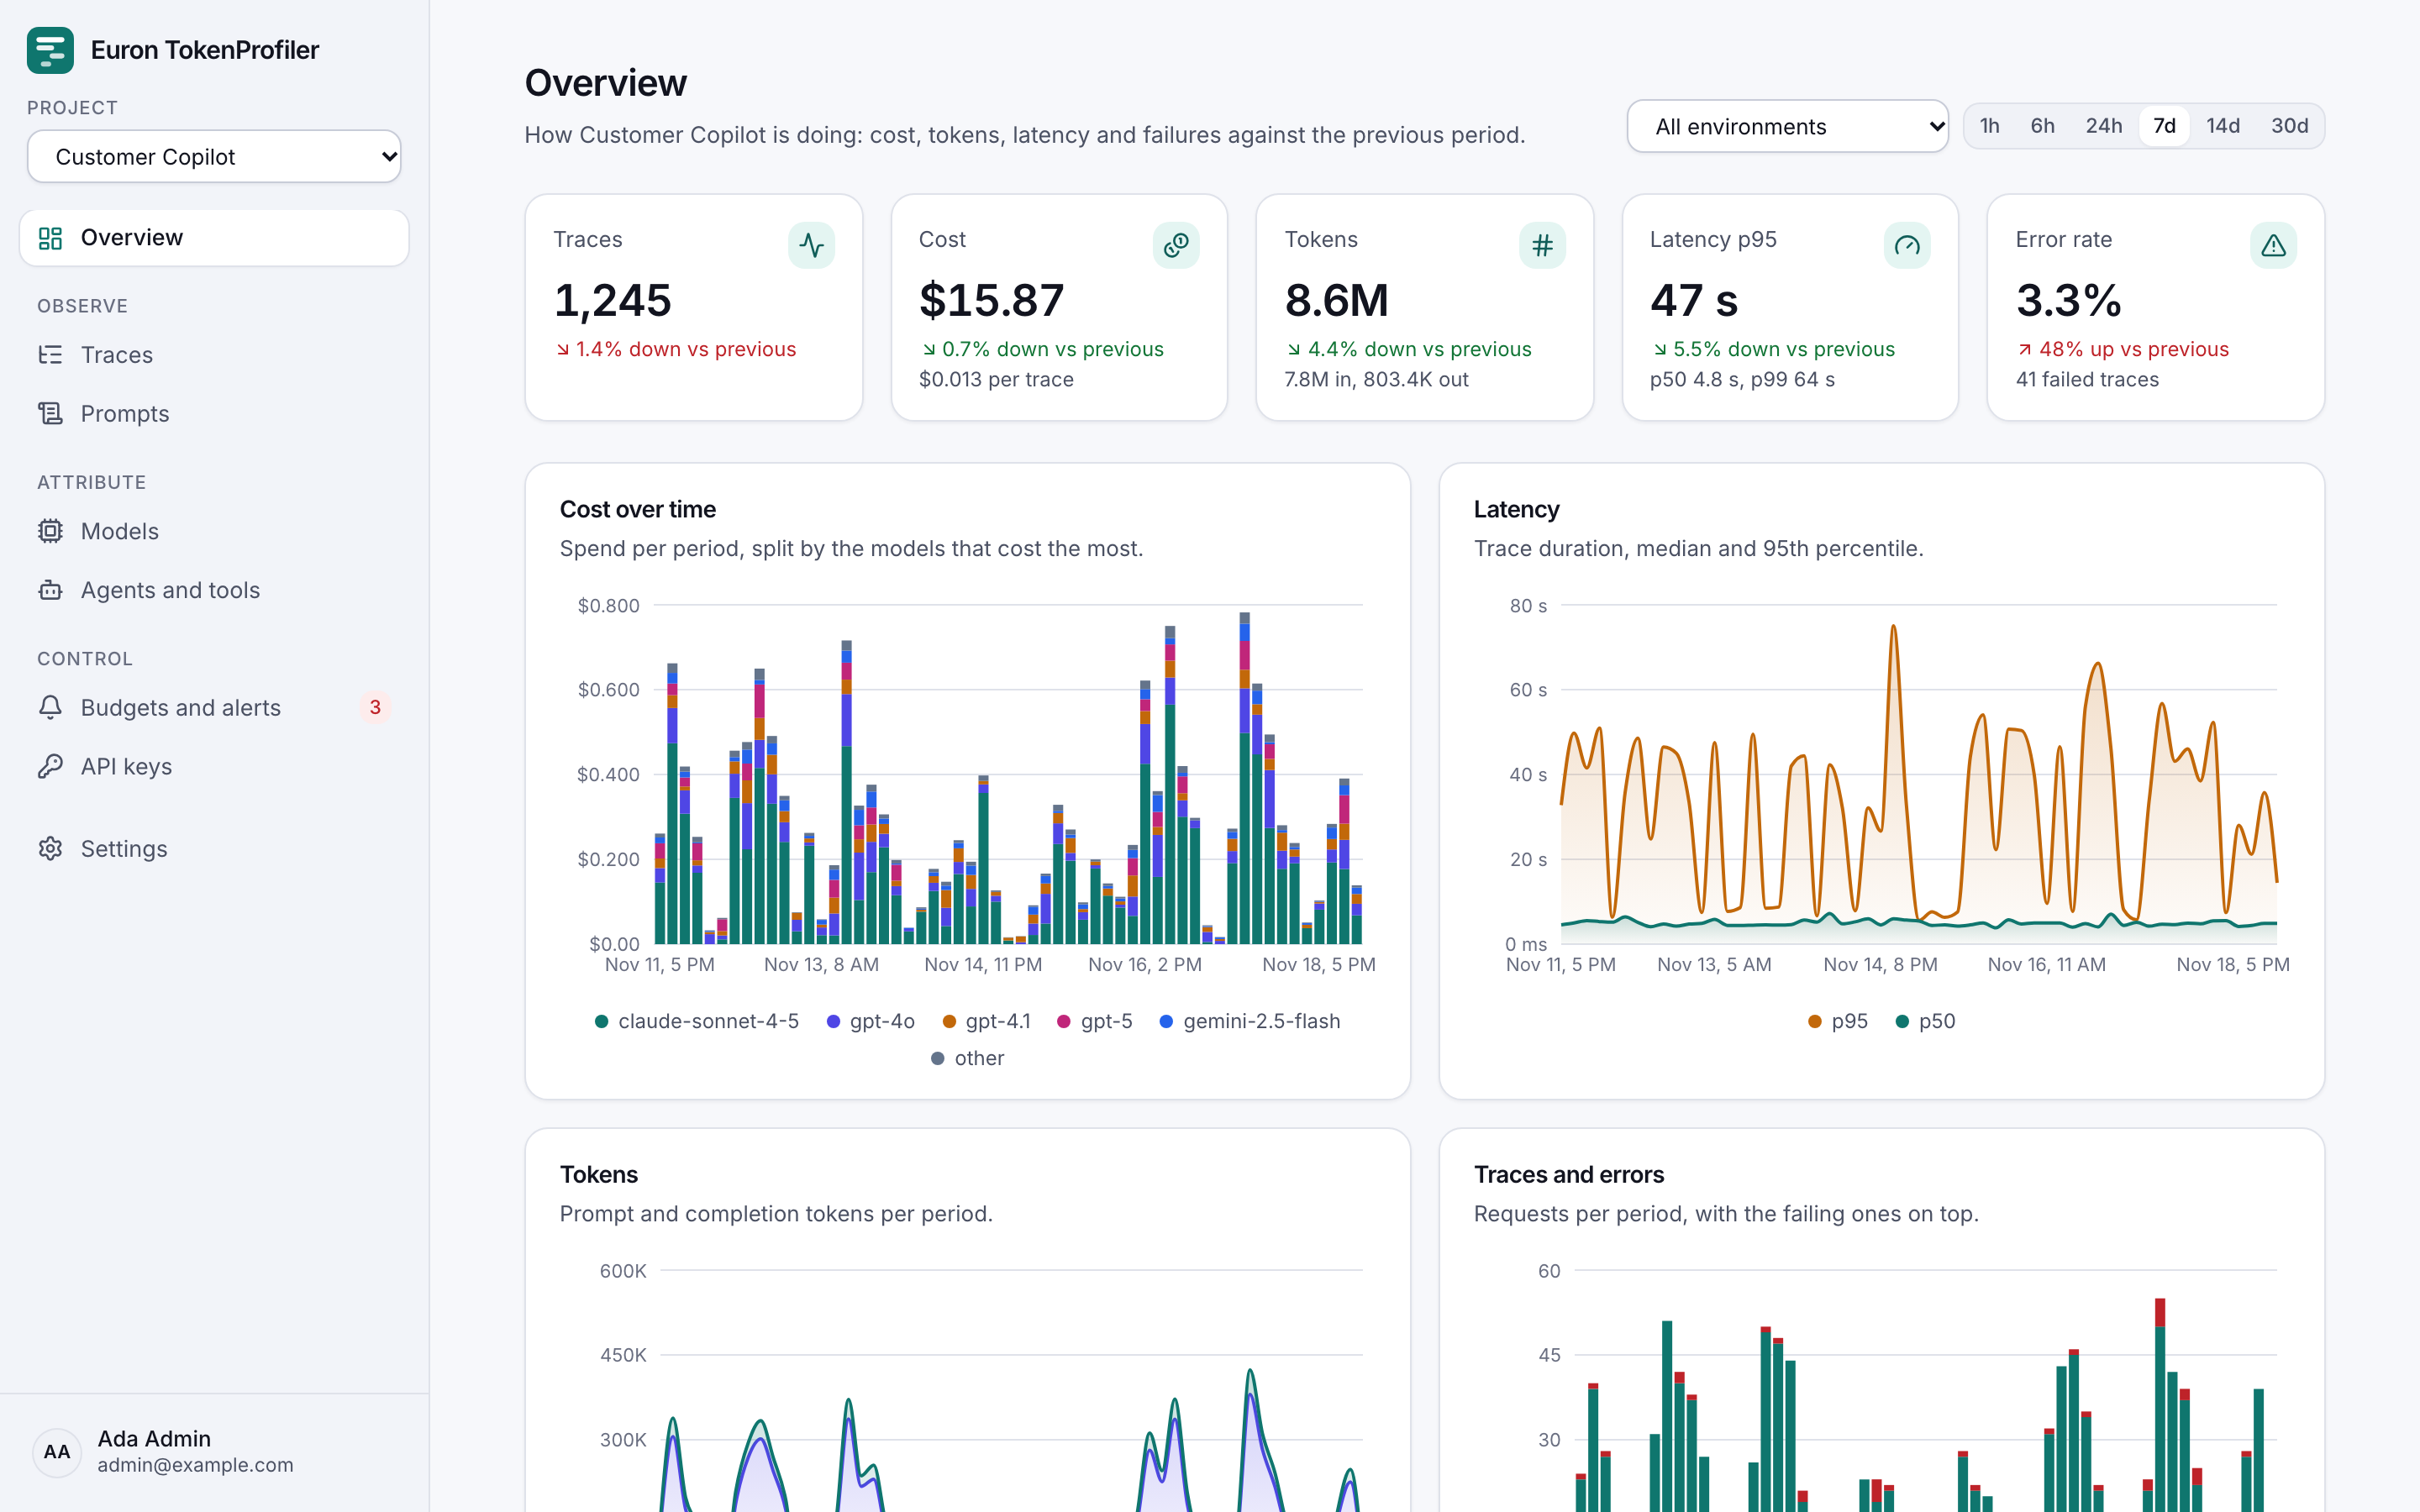 Euron TokenProfiler
PROJECT
Customer Copilot
Overview
OBSERVE
Traces
Prompts
ATTRIBUTE
Models
Agents and tools
CONTROL
Budgets and alerts 3
API keys
Settings
AA
Ada Admin
admin@example.com
Overview
How Customer Copilot is doing: cost, tokens, latency and failures against the previous period.
All environments
1h 6h 24h 7d 14d 30d
Traces
1,245
1.4% down vs previous
Cost
$15.87
0.7% down vs previous
$0.013 per trace
Tokens
8.6M
4.4% down vs previous
7.8M in, 803.4K out
Latency p95
47 s
5.5% down vs previous
p50 4.8 s, p99 64 s
Error rate
3.3%
48% up vs previous
41 failed traces
Cost over time
Spend per period, split by the models that cost the most.
$0.800
$0.600
$0.400
$0.200
$0.00
Nov 11, 5 PM Nov 13, 8 AM Nov 14, 11 PM Nov 16, 2 PM Nov 18, 5 PM
claude-sonnet-4-5 gpt-4o gpt-4.1 gpt-5 gemini-2.5-flash
other
Latency
Trace duration, median and 95th percentile.
80 s
60 s
40 s
20 s
0 ms
Nov 11, 5 PM Nov 13, 5 AM Nov 14, 8 PM Nov 16, 11 AM Nov 18, 5 PM
p95 p50
Tokens
Prompt and completion tokens per period.
600K
450K
300K
Traces and errors
Requests per period, with the failing ones on top.
60
45
30